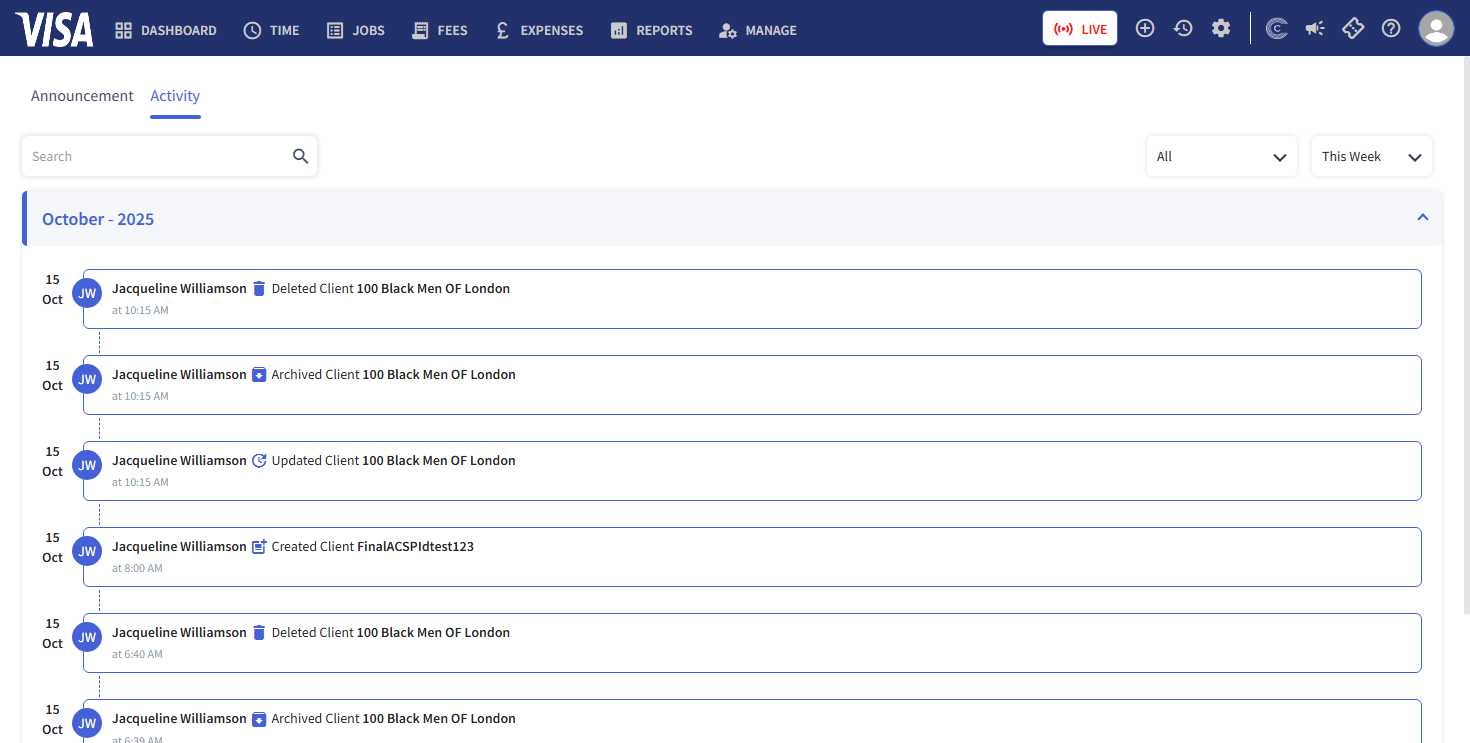 VISA DASHBOARD TIME JOBS FEES EXPENSES REPORTS MANAGE LIVE
Announcement Activity
Search All This Week
October - 2025
15 Oct JW Jacqueline Williamson Deleted Client 100 Black Men OF London
at 10:15 AM
15 Oct JW Jacqueline Williamson Archived Client 100 Black Men OF London
at 10:15 AM
15 Oct JW Jacqueline Williamson Updated Client 100 Black Men OF London
at 10:15 AM
15 Oct JW Jacqueline Williamson Created Client FinalACSPIdtest123
at 8:00 AM
15 Oct JW Jacqueline Williamson Deleted Client 100 Black Men OF London
at 6:40 AM
15 Oct JW Jacqueline Williamson Archived Client 100 Black Men OF London
at 6:39 AM